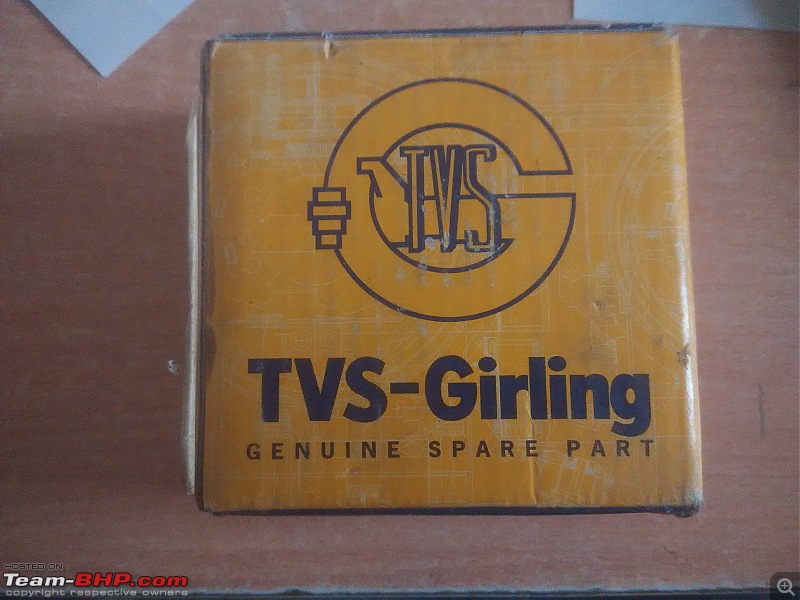 TVS
TVS-Girling
GENUINE SPARE PART
HOSTED ON
Team-BHP.com
copyright respective owners